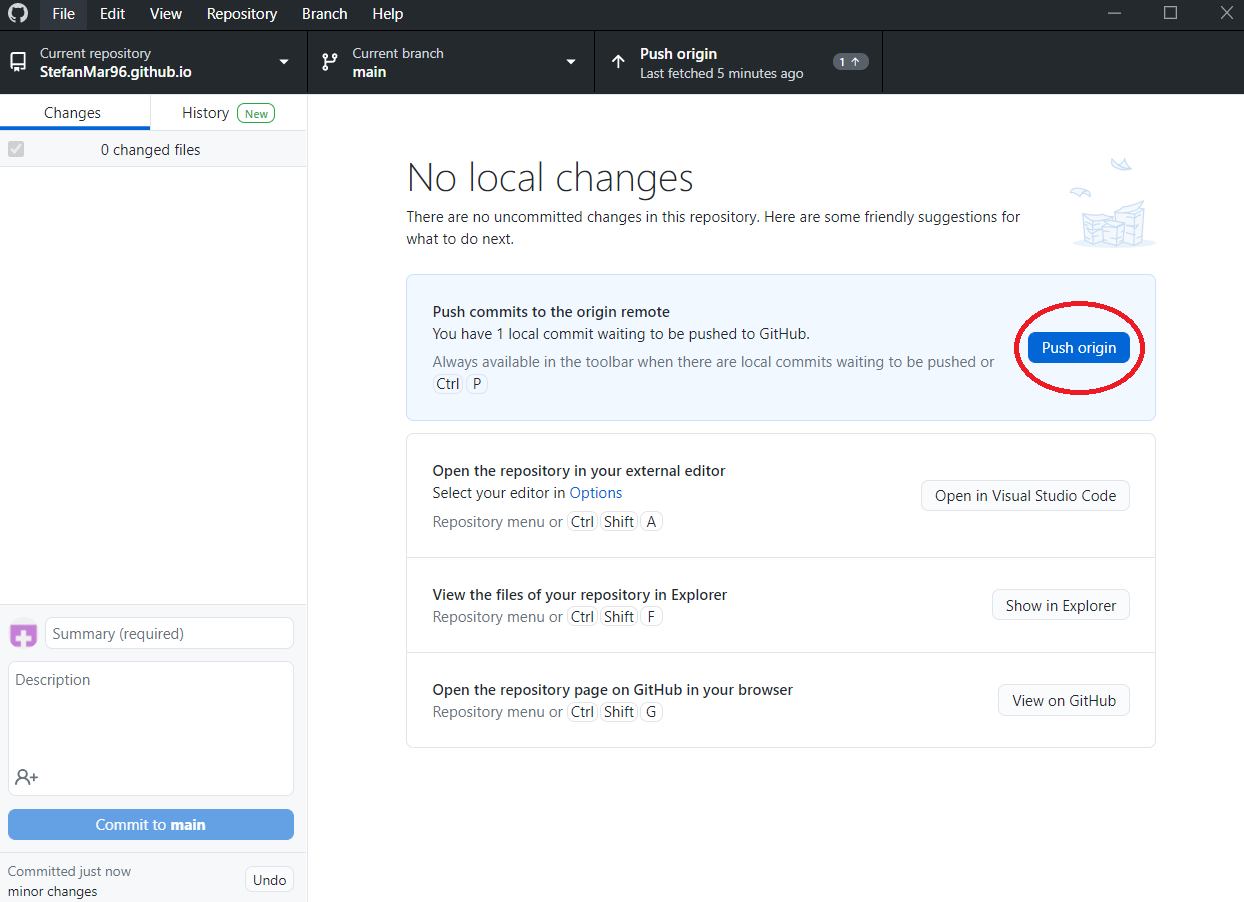 File Edit View Repository Branch Help
Current repository
StefanMar96.github.io
Current branch
main
Push origin
Last fetched 5 minutes ago
1
Changes
History New
0 changed files
No local changes
There are no uncommitted changes in this repository. Here are some friendly suggestions for
what to do next.
Push commits to the origin remote
You have 1 local commit waiting to be pushed to GitHub.
Always available in the toolbar when there are local commits waiting to be pushed or
Ctrl P
Push origin
Open the repository in your external editor
Select your editor in Options
Repository menu or Ctrl Shift A
Open in Visual Studio Code
View the files of your repository in Explorer
Repository menu or Ctrl Shift F
Show in Explorer
Open the repository page on GitHub in your browser
Repository menu or Ctrl Shift G
View on GitHub
Summary (required)
Description
Commit to main
Committed just now
minor changes
Undo